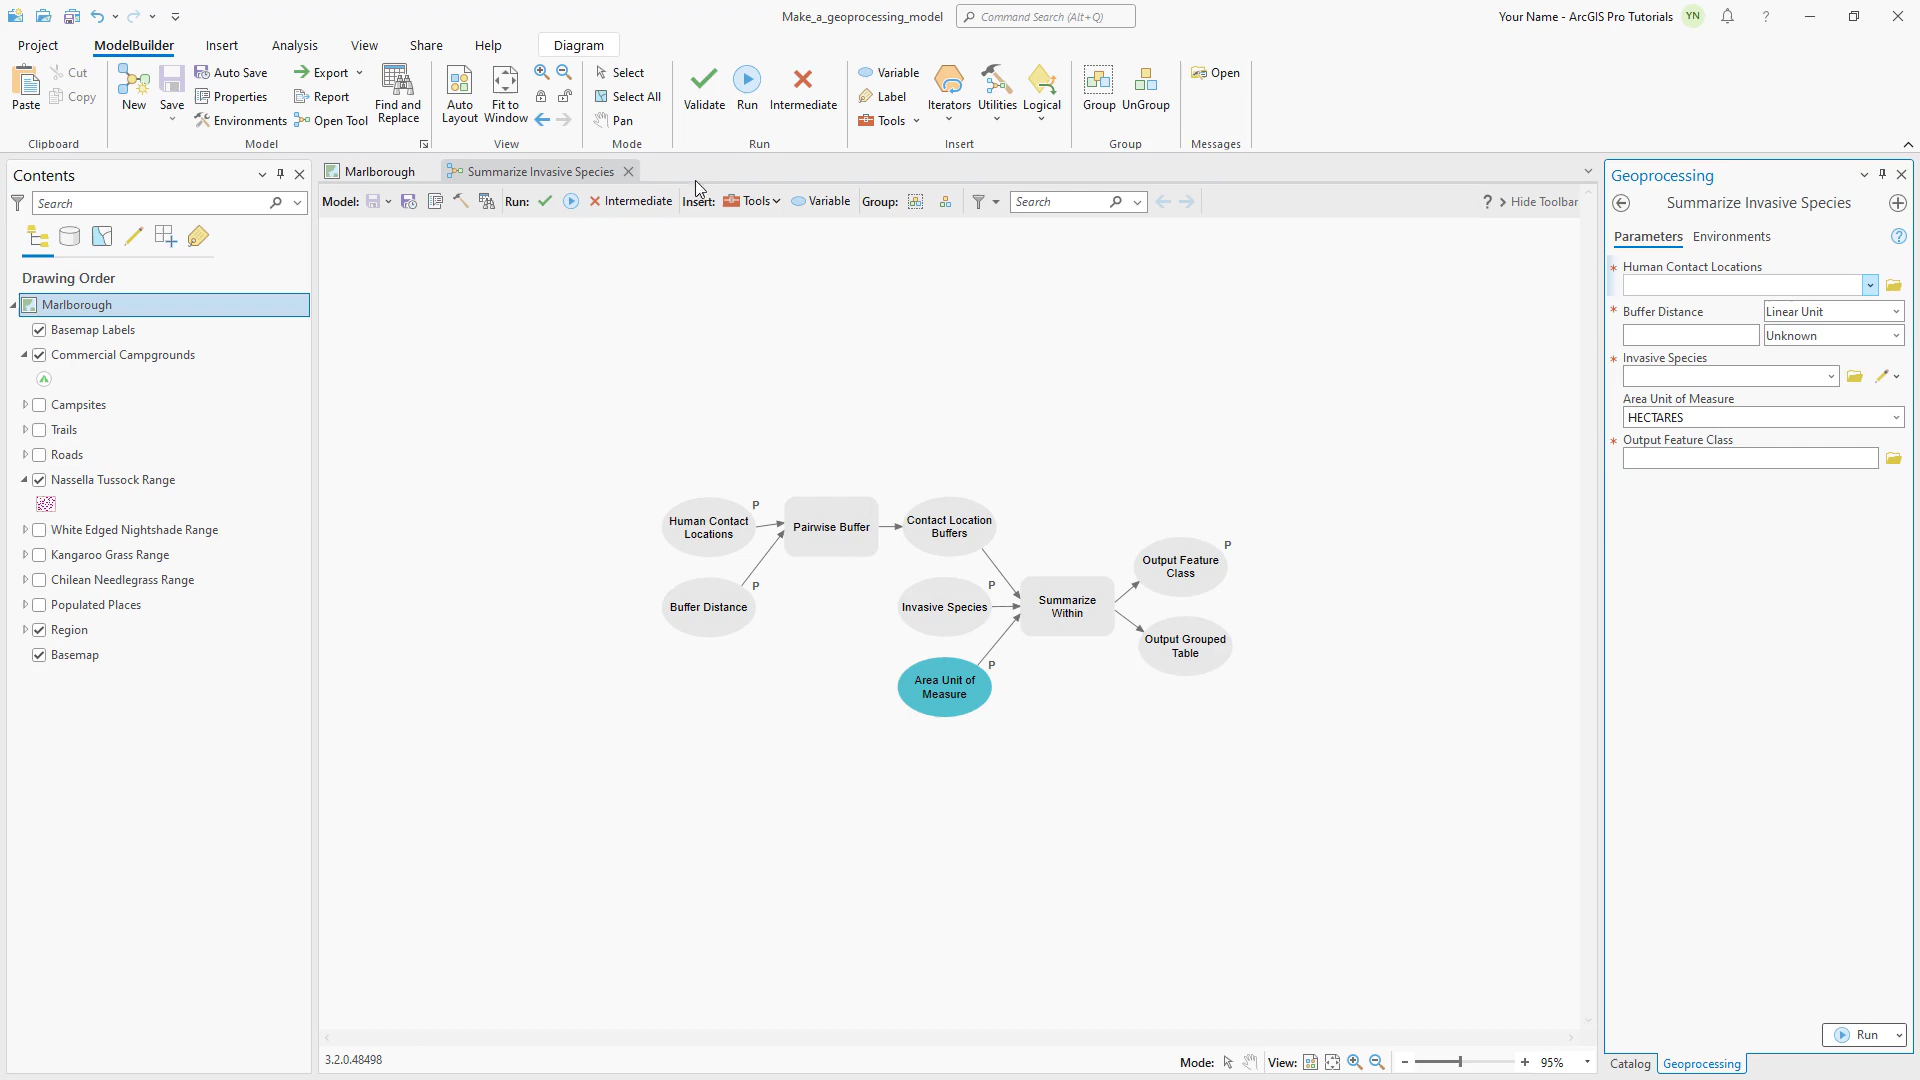 Make_a_geoprocessing_model
Command Search (Alt+Q)
Your Name - ArcGIS Pro Tutorials
YN
?
Project
ModelBuilder
Insert
Analysis
View
Share
Help
Diagram
Paste
Cut
Copy
Clipboard
New
Save
Auto Save
Properties
Environments
Export
Report
Open Tool
Find and
Replace
Model
Auto
Layout
Fit to
Window
View
Select
Select All
Pan
Mode
Validate
Run
Intermediate
Run
Variable
Label
Tools
Iterators
Utilities
Logical
Insert
Group
UnGroup
Group
Open
Messages
Contents
Search
Drawing Order
Marlborough
Basemap Labels
Commercial Campgrounds
Campsites
Trails
Roads
Nassella Tussock Range
White Edged Nightshade Range
Kangaroo Grass Range
Chilean Needlegrass Range
Populated Places
Region
Basemap
Marlborough
Summarize Invasive Species
Model:
Run:
Intermediate
Insert:
Tools
Variable
Group:
Search
? Hide Toolbar
Human Contact
Locations
P
Pairwise Buffer
Contact Location
Buffers
Buffer Distance
P
Invasive Species
P
Summarize
Within
Area Unit of
Measure
P
Output Feature
Class
P
Output Grouped
Table
3.2.0.48498
Mode:
View:
95%
Geoprocessing
Summarize Invasive Species
Parameters
Environments
?
* Human Contact Locations
* Buffer Distance
Linear Unit
Unknown
* Invasive Species
Area Unit of Measure
HECTARES
* Output Feature Class
Run
Catalog
Geoprocessing